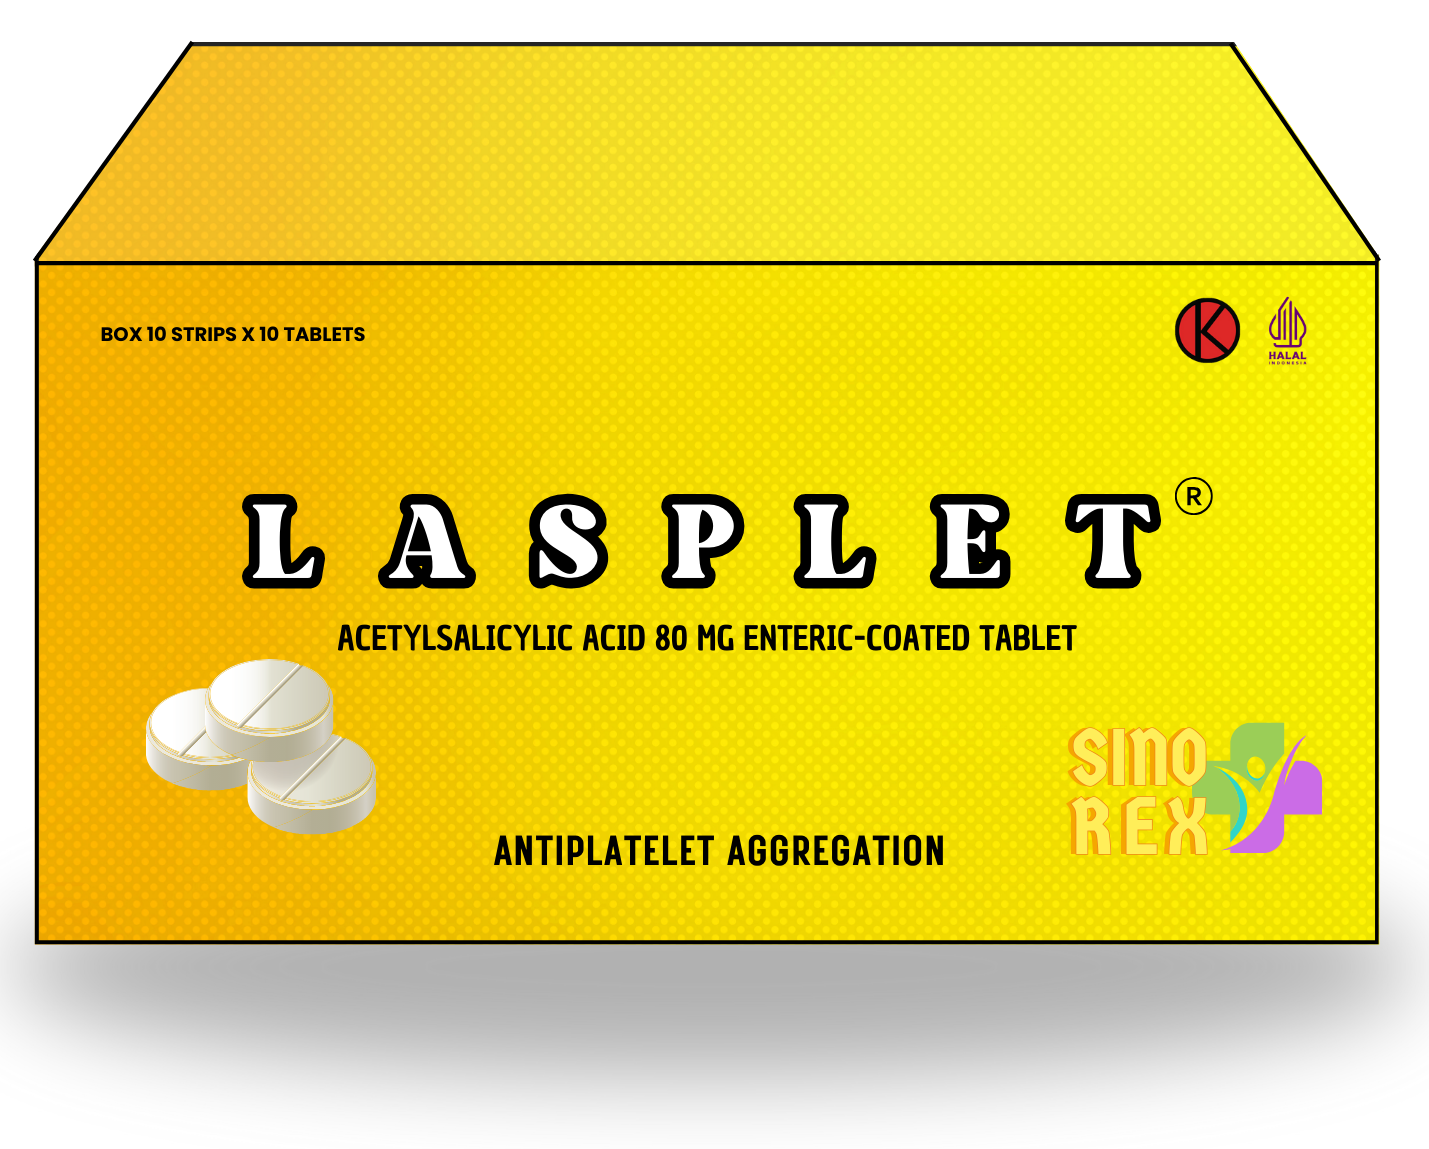 BOX 10 STRIPS X 10 TABLETS
K
HALAL
INDONESIA
LASPLET®
ACETYLSALICYLIC ACID 80 MG ENTERIC-COATED TABLET
SINO
REX
ANTIPLATELET AGGREGATION